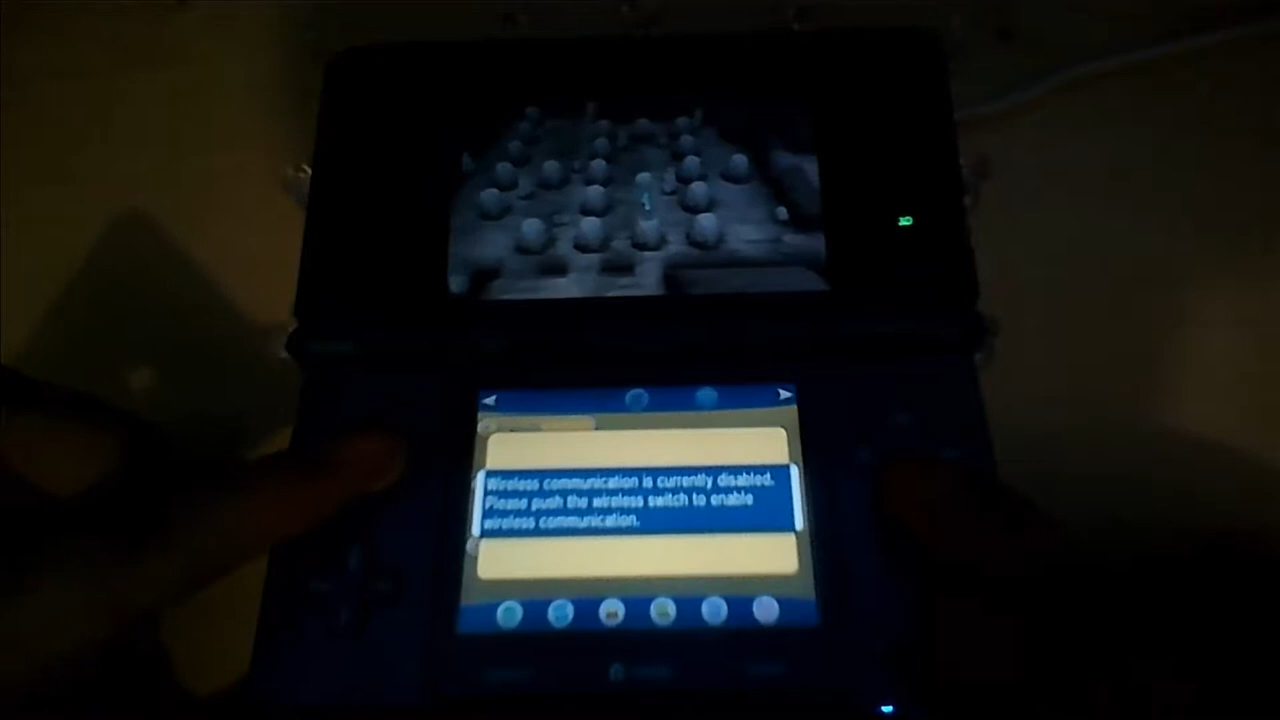 Wireless communication is currently disabled.
Please push the wireless switch to enable
wireless communication.